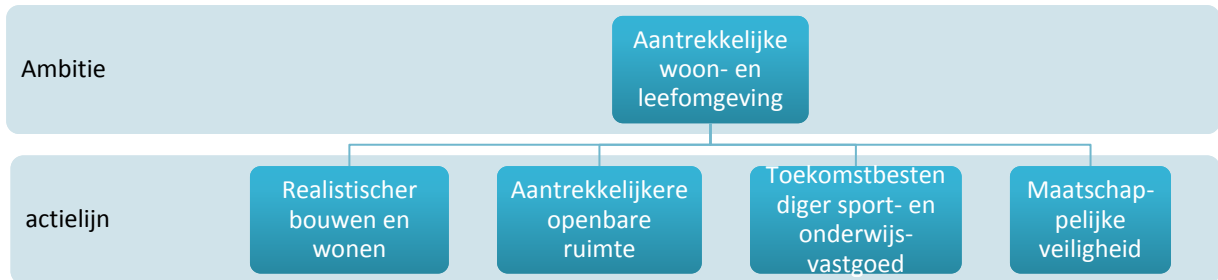 Ambitie
Aantrekkelijke
woon- en
leefomgeving
actielijn
Realistischer
bouwen en
wonen
Aantrekkelijkere
openbare
ruimte
Toekomstbesten
diger sport- en
onderwijs-
vastgoed
Maatschap-
pelijke
veiligheid